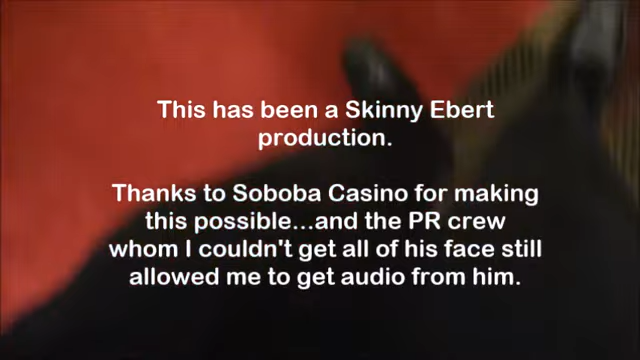 This has been a Skinny Ebert
production.
Thanks to Soboba Casino for making
this possible...and the PR crew
whom I couldn't get all of his face still
allowed me to get audio from him.